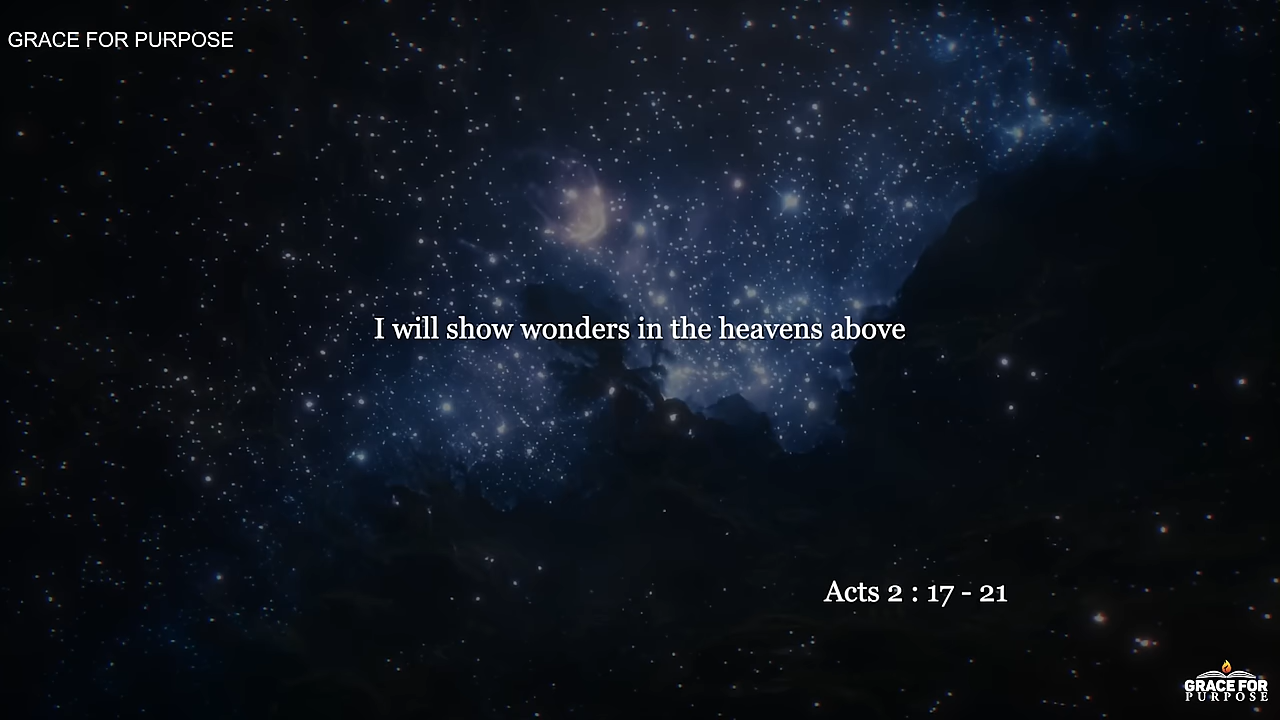 GRACE FOR PURPOSE
I will show wonders in the heavens above
Acts 2 : 17 - 21
GRACE FOR
PURPOSE